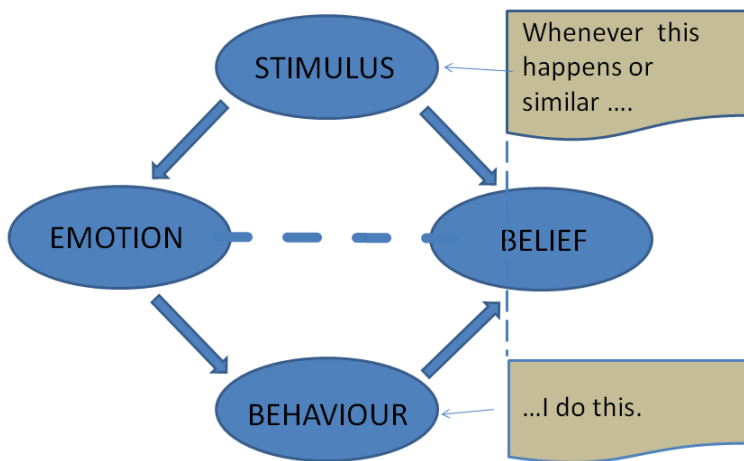 STIMULUS
Whenever this
happens or
similar ....
EMOTION
BELIEF
BEHAVIOUR
...I do this.